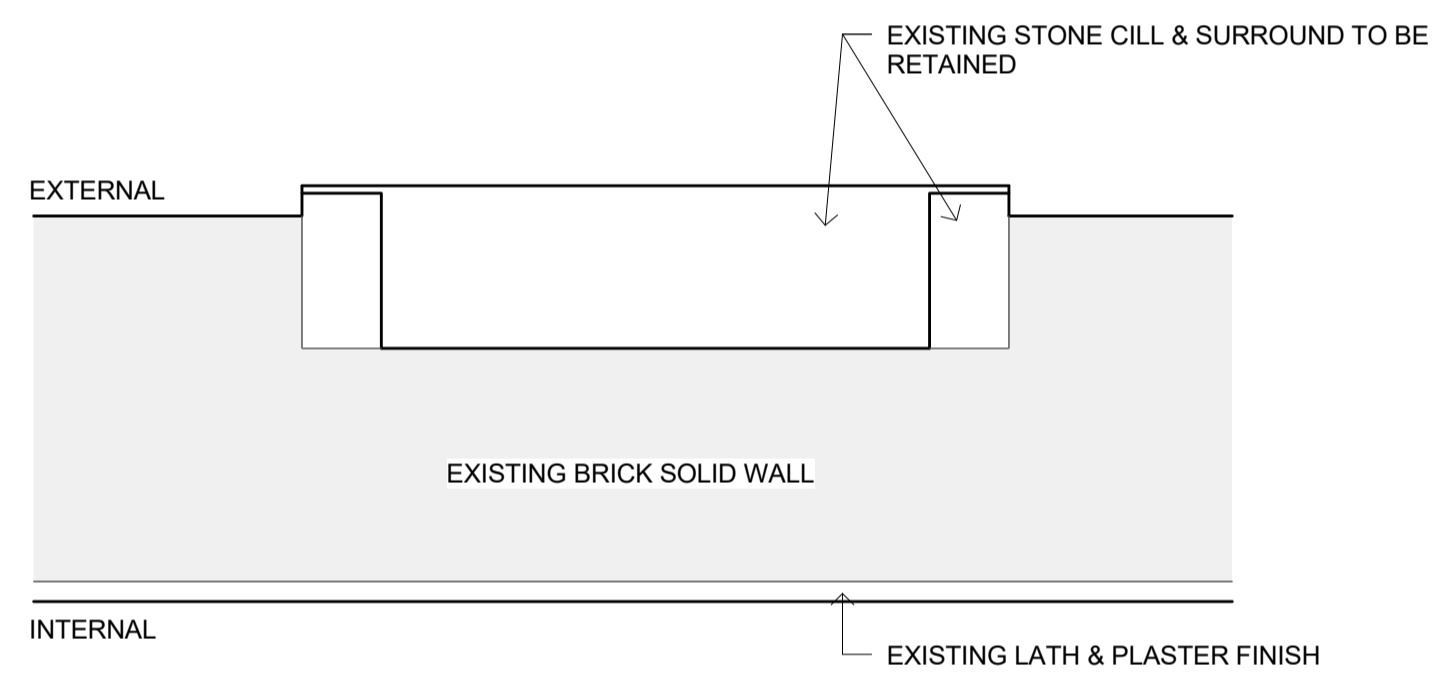 EXISTING STONE CILL & SURROUND TO BE
RETAINED
EXTERNAL
EXISTING BRICK SOLID WALL
INTERNAL
EXISTING LATH & PLASTER FINISH